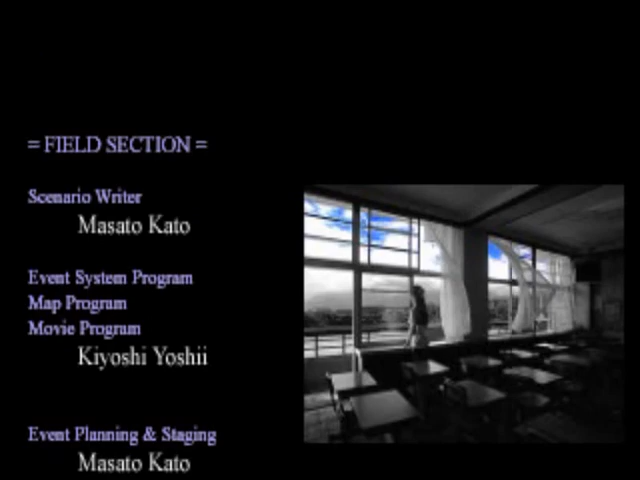 = FIELD SECTION =
Scenario Writer
Masato Kato
Event System Program
Map Program
Movie Program
Kiyoshi Yoshii
Event Planning & Staging
Masato Kato